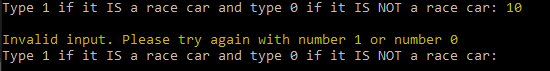 Type 1 if it IS a race car and type 0 if it IS NOT a race car: 10
Invalid input. Please try again with number 1 or number 0
Type 1 if it IS a race car and type 0 if it IS NOT a race car: